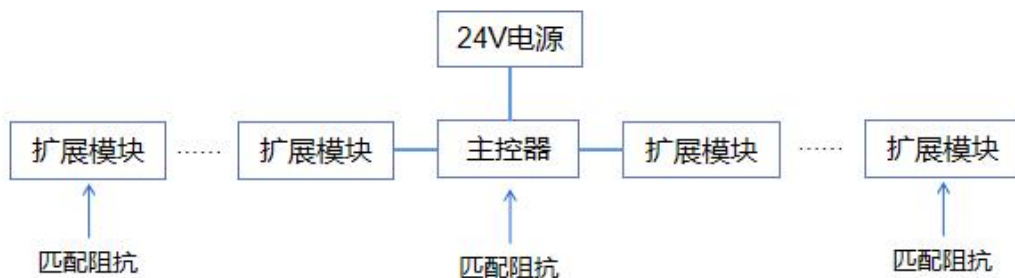 24V电源
扩展模块 …… 扩展模块 主控器 扩展模块 …… 扩展模块
匹配阻抗 匹配阻抗 匹配阻抗